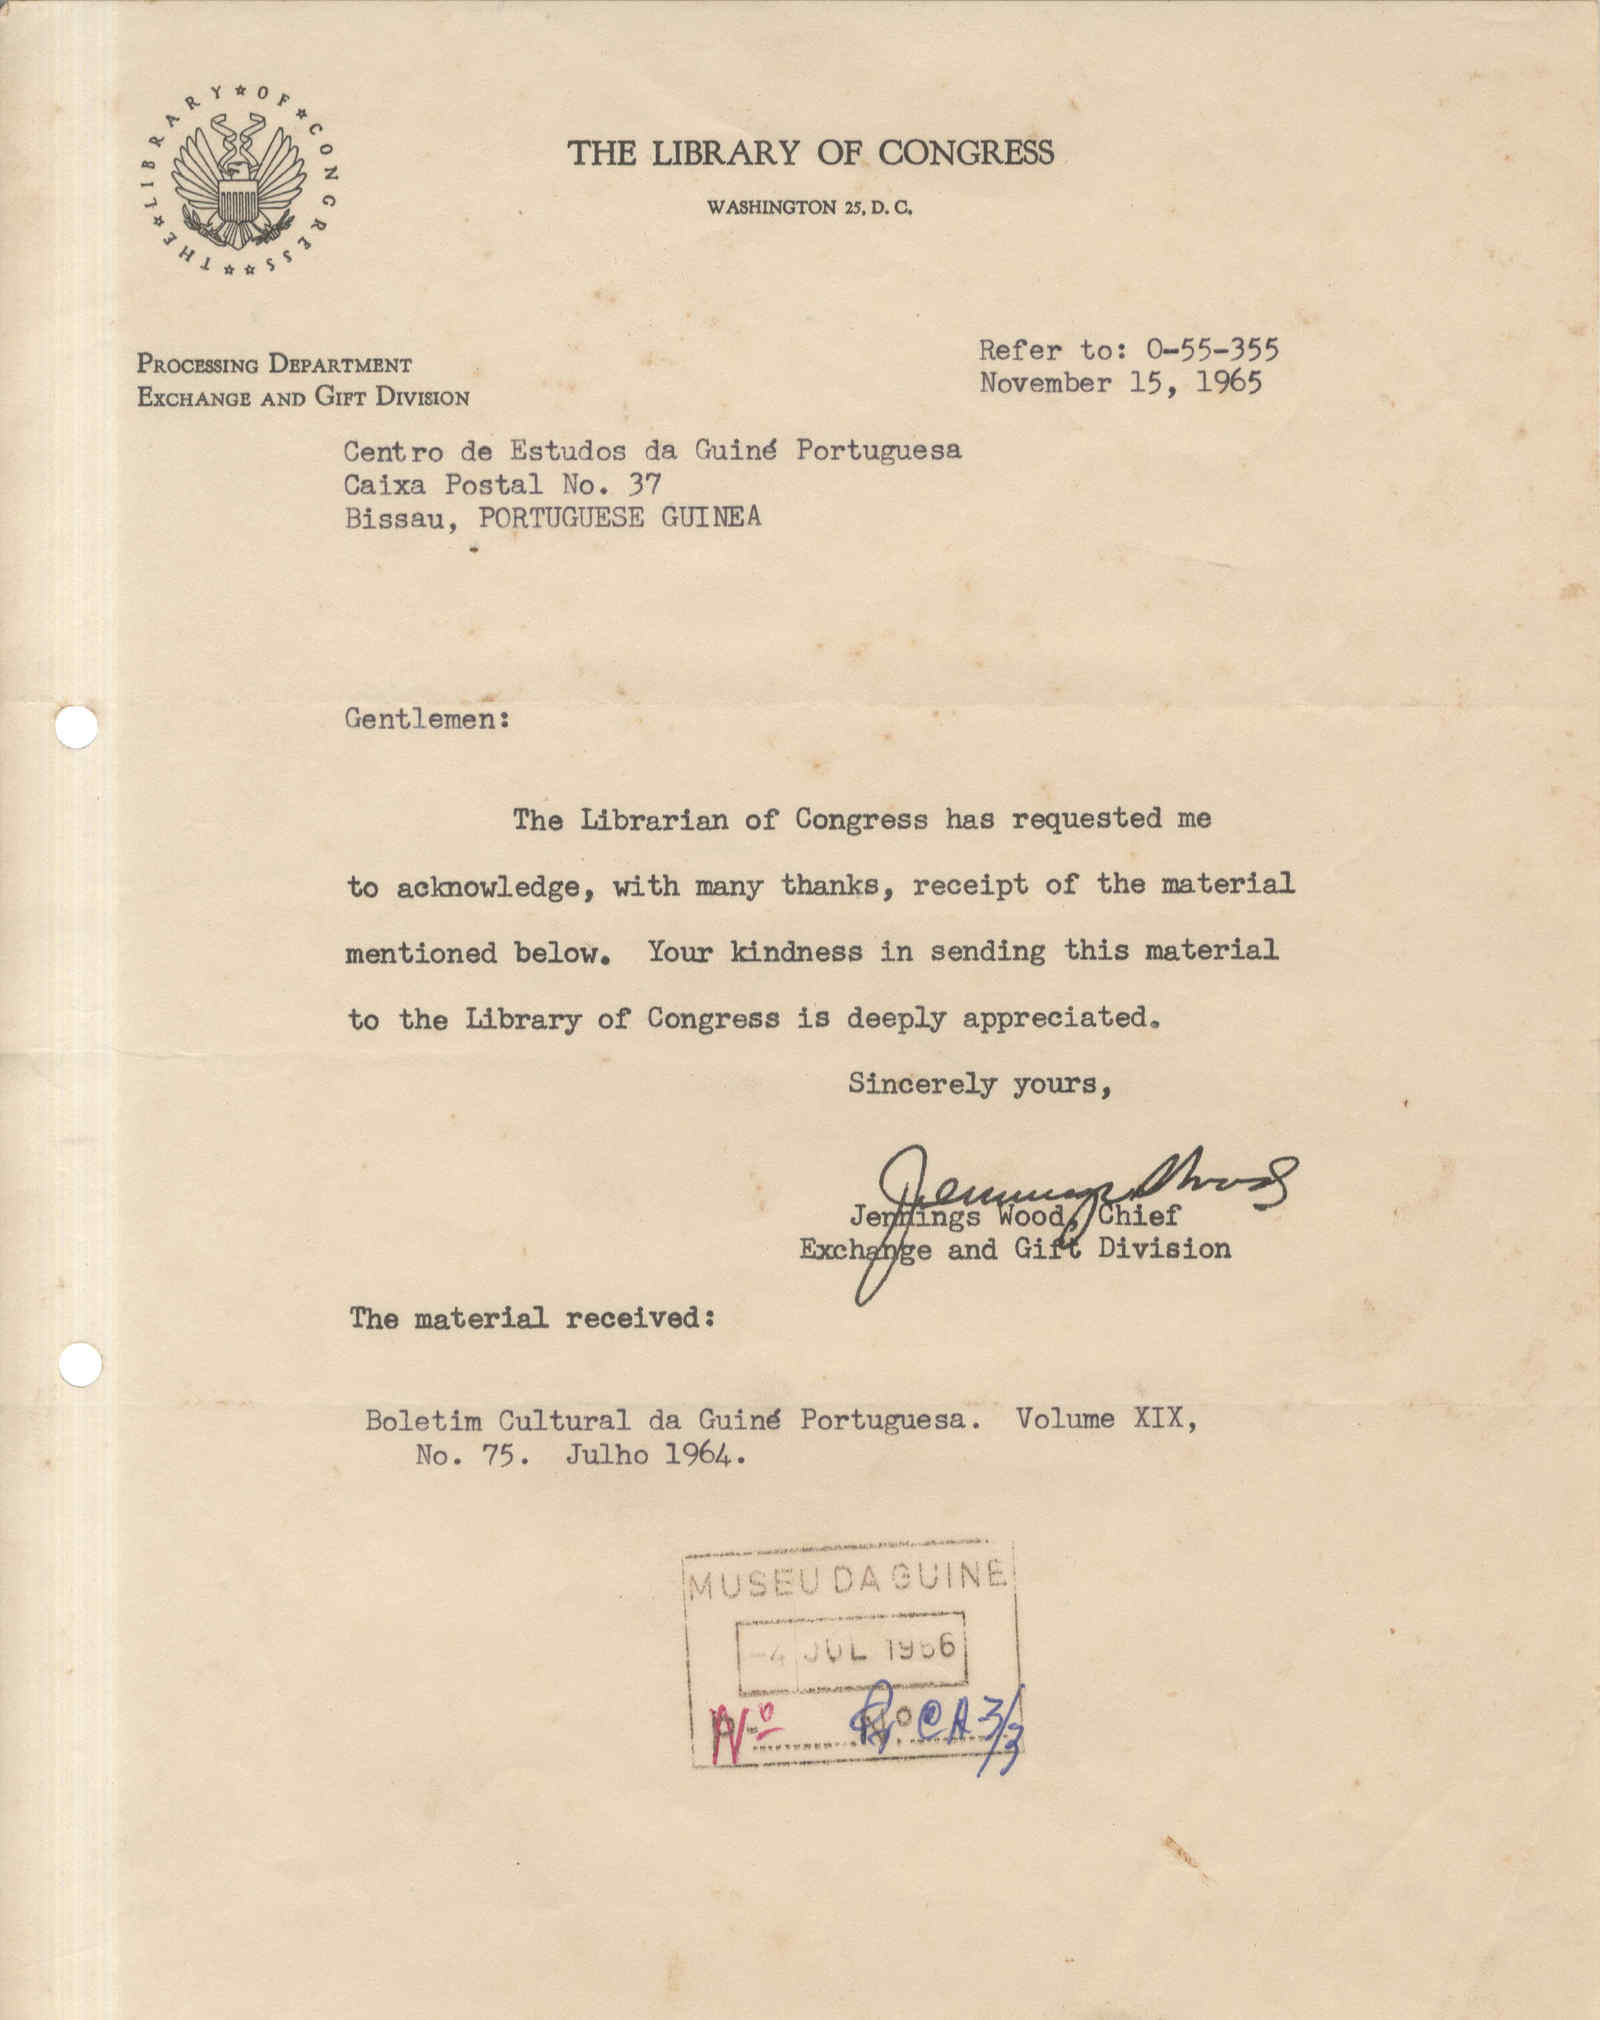 THE LIBRARY OF CONGRESS
THE LIBRARY OF CONGRESS
WASHINGTON 25, D. C.
PROCESSING DEPARTMENT
EXCHANGE AND GIFT DIVISION
Refer to: O-55-355
November 15, 1965
Centro de Estudos da Guiné Portuguesa
Caixa Postal No. 37
Bissau, PORTUGUESE GUINEA
Gentlemen:
The Librarian of Congress has requested me
to acknowledge, with many thanks, receipt of the material
mentioned below. Your kindness in sending this material
to the Library of Congress is deeply appreciated.
Sincerely yours,
Jennings Wood
Jennings Wood, Chief
Exchange and Gift Division
The material received:
Boletim Cultural da Guiné Portuguesa. Volume XIX,
No. 75. Julho 1964.
MUSEU DA GUINE
-4 JUL 1966
Nº CA3/3